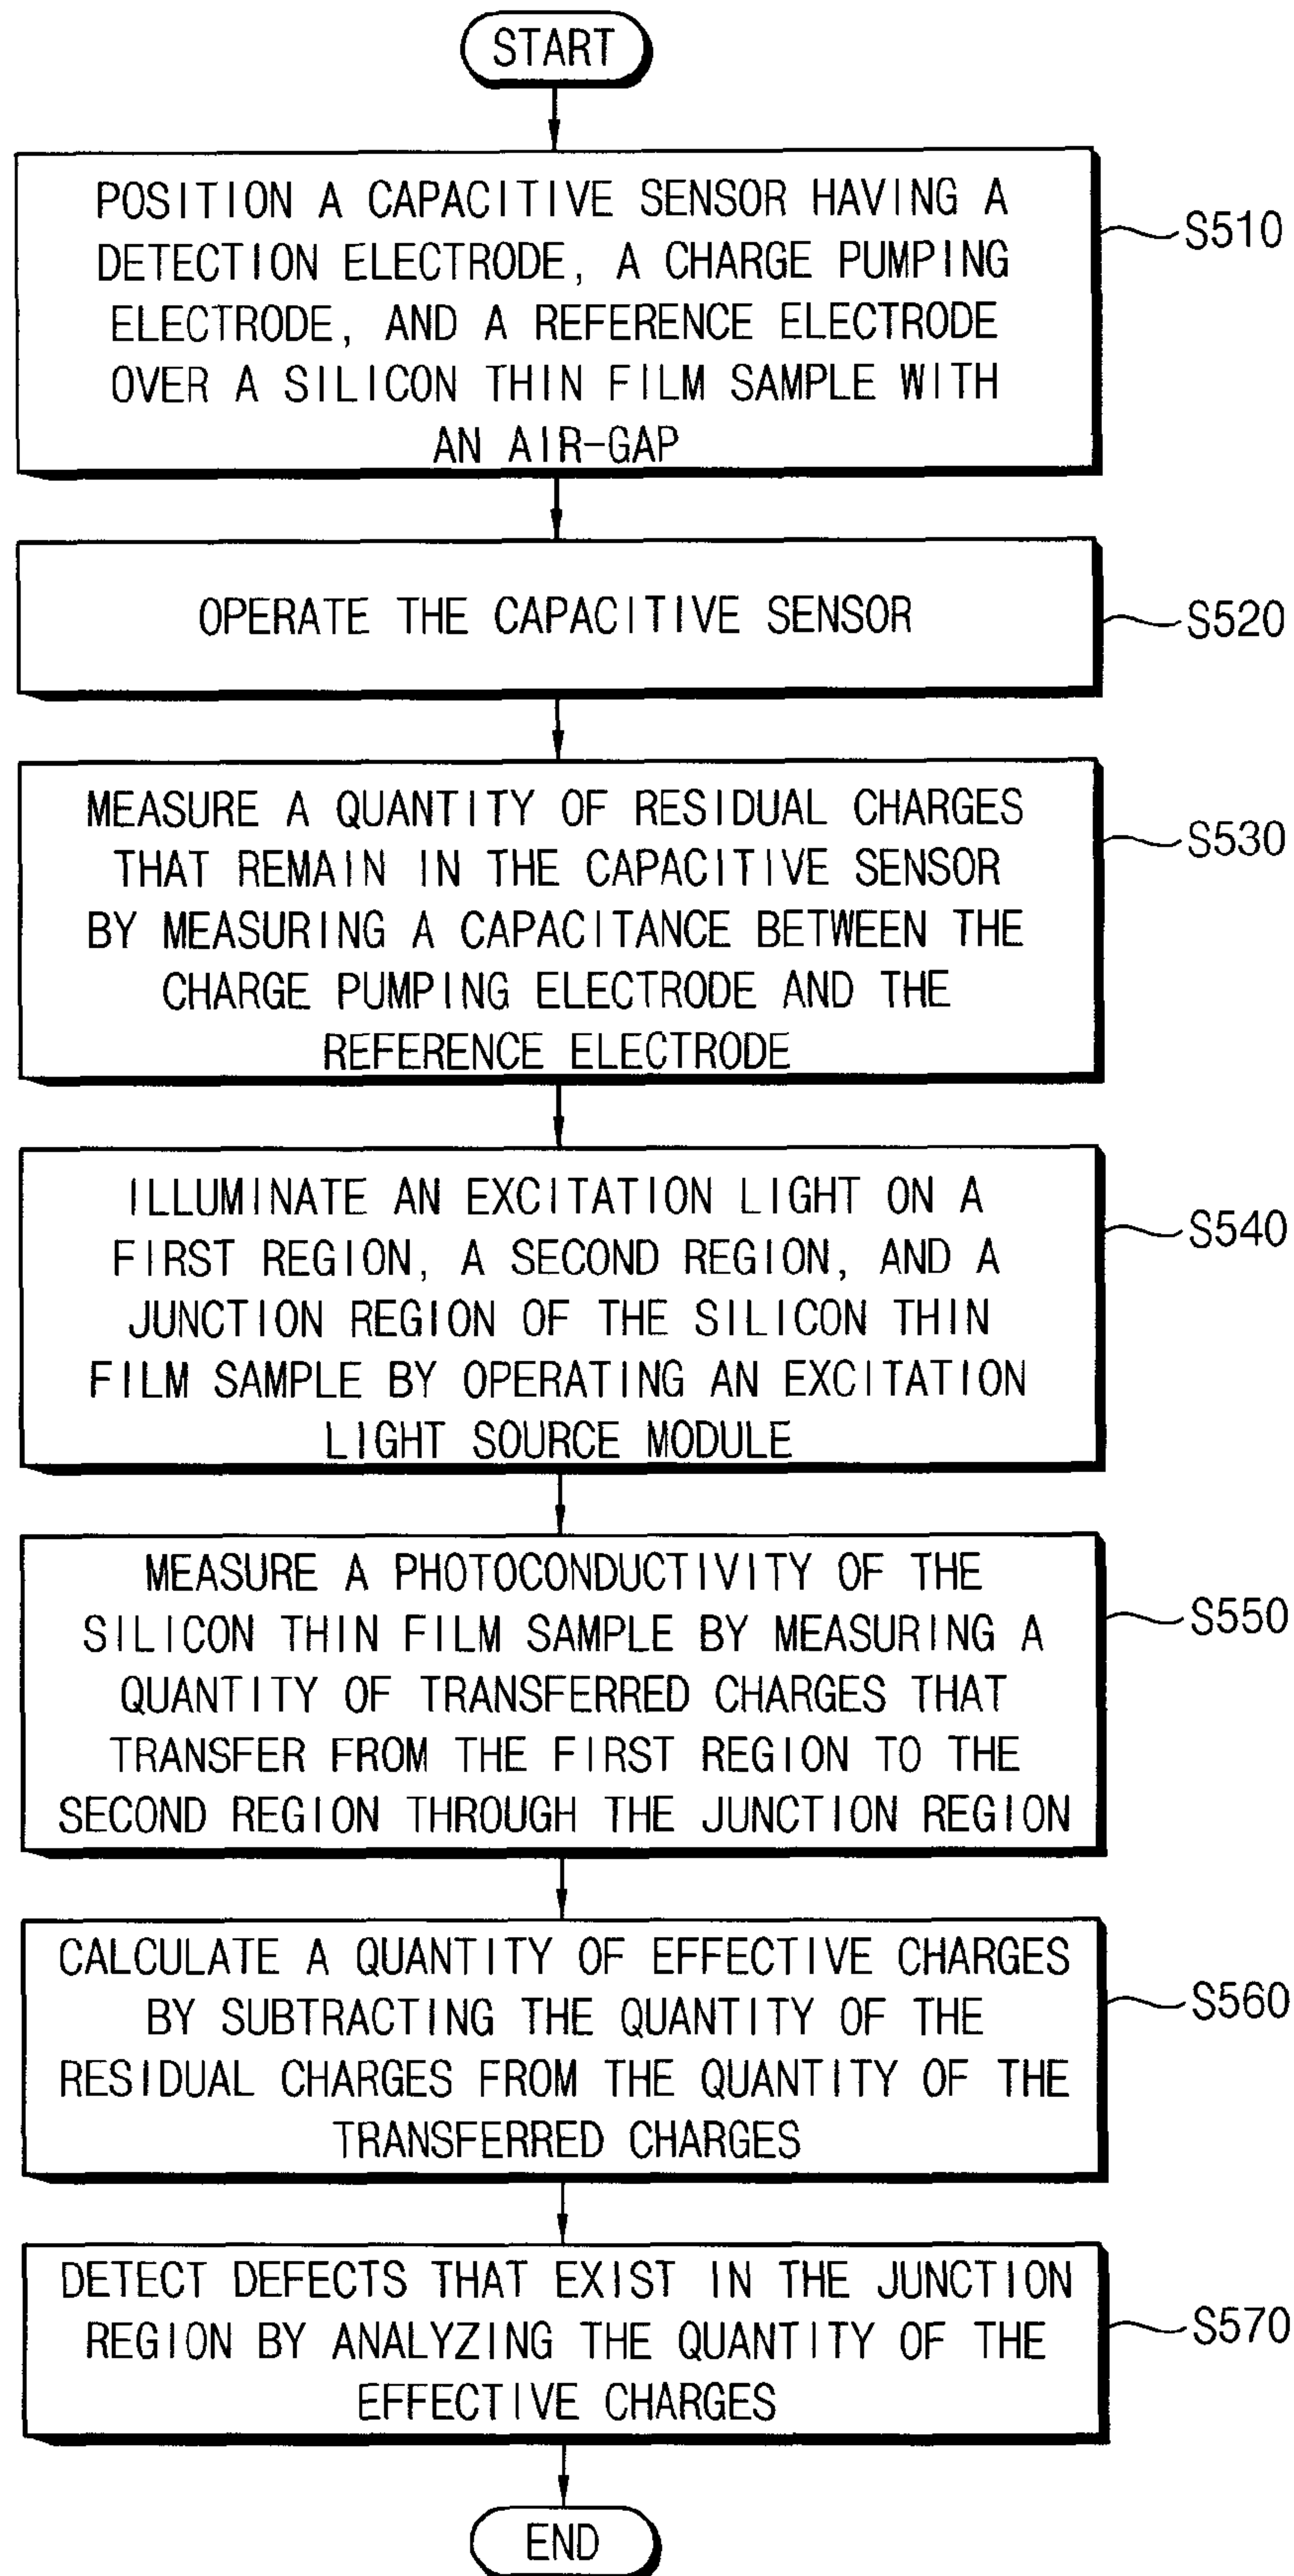 START
POSITION A CAPACITIVE SENSOR HAVING A
DETECTION ELECTRODE, A CHARGE PUMPING
ELECTRODE, AND A REFERENCE ELECTRODE
OVER A SILICON THIN FILM SAMPLE WITH
AN AIR-GAP
S510
OPERATE THE CAPACITIVE SENSOR
S520
MEASURE A QUANTITY OF RESIDUAL CHARGES
THAT REMAIN IN THE CAPACITIVE SENSOR
BY MEASURING A CAPACITANCE BETWEEN THE
CHARGE PUMPING ELECTRODE AND THE
REFERENCE ELECTRODE
S530
ILLUMINATE AN EXCITATION LIGHT ON A
FIRST REGION, A SECOND REGION, AND A
JUNCTION REGION OF THE SILICON THIN
FILM SAMPLE BY OPERATING AN EXCITATION
LIGHT SOURCE MODULE
S540
MEASURE A PHOTOCONDUCTIVITY OF THE
SILICON THIN FILM SAMPLE BY MEASURING A
QUANTITY OF TRANSFERRED CHARGES THAT
TRANSFER FROM THE FIRST REGION TO THE
SECOND REGION THROUGH THE JUNCTION REGION
S550
CALCULATE A QUANTITY OF EFFECTIVE CHARGES
BY SUBTRACTING THE QUANTITY OF THE
RESIDUAL CHARGES FROM THE QUANTITY OF THE
TRANSFERRED CHARGES
S560
DETECT DEFECTS THAT EXIST IN THE JUNCTION
REGION BY ANALYZING THE QUANTITY OF THE
EFFECTIVE CHARGES
S570
END